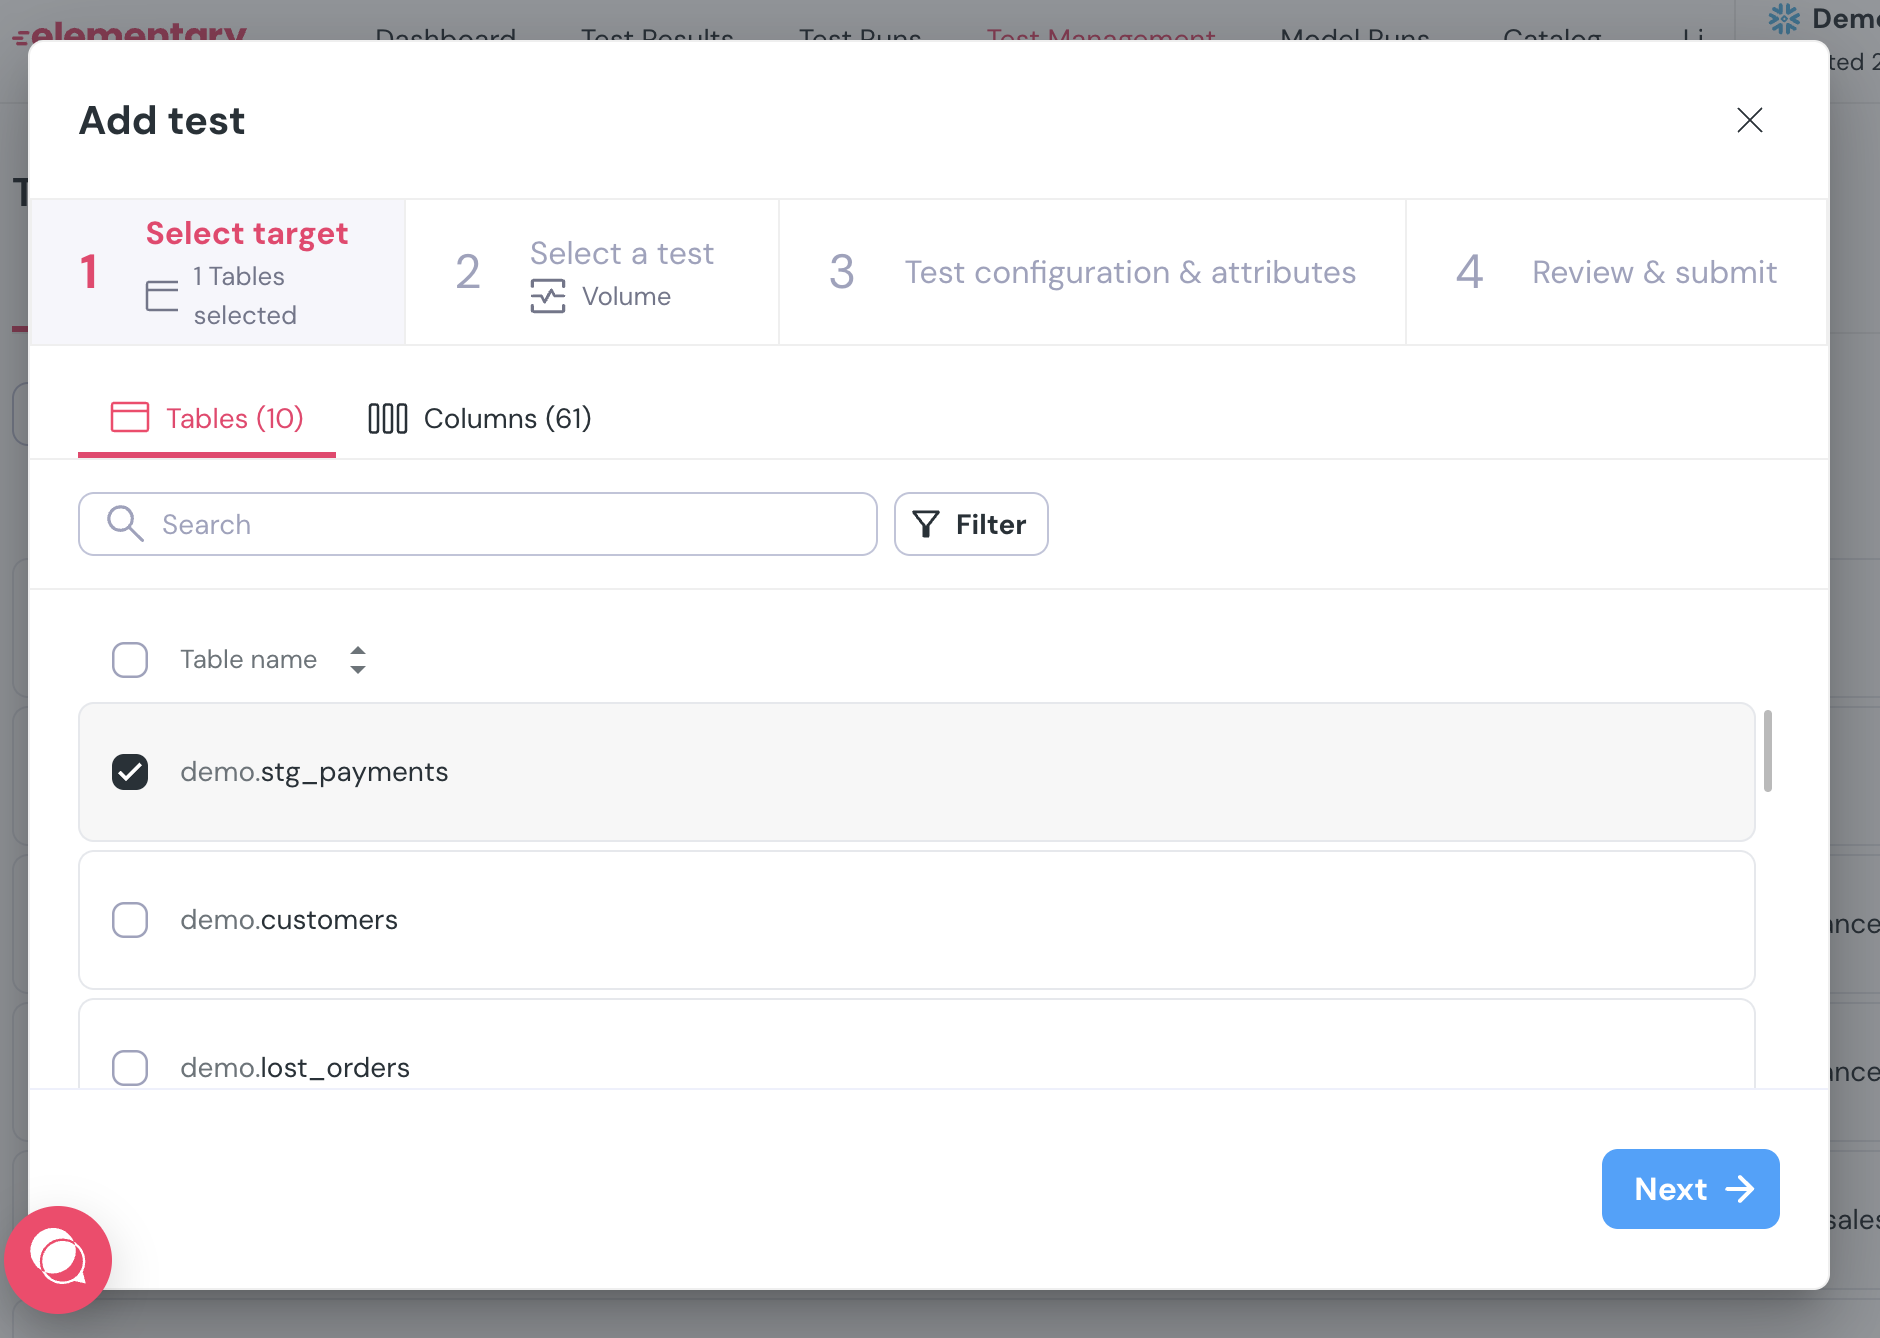 elementary
Dashboard Test Results Test Runs Test Management Model Runs Catalog Li
Demo
Add test
1 Select target
1 Tables
selected
2 Select a test
Volume
3 Test configuration & attributes
4 Review & submit
Tables (10) Columns (61)
Search Filter
Table name
demo.stg_payments
demo.customers
demo.lost_orders
Next